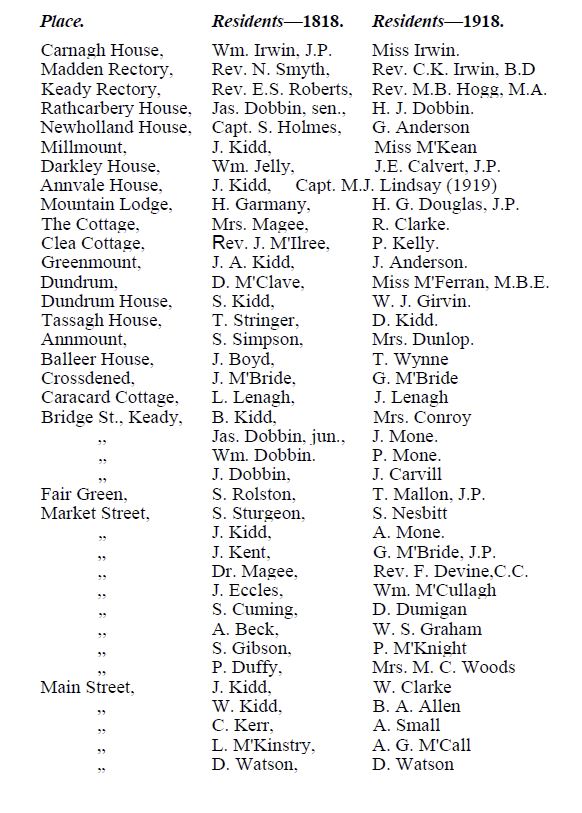 Place. Residents—1818. Residents—1918.
Carnagh House, Wm. Irwin, J.P. Miss Irwin.
Madden Rectory, Rev. N. Smyth, Rev. C.K. Irwin, B.D
Keady Rectory, Rev. E.S. Roberts, Rev. M.B. Hogg, M.A.
Rathcarbery House, Jas. Dobbin, sen., H. J. Dobbin.
Newholland House, Capt. S. Holmes, G. Anderson
Millmount, J. Kidd, Miss M'Kean
Darkley House, Wm. Jelly, J.E. Calvert, J.P.
Annvale House, J. Kidd, Capt. M.J. Lindsay (1919)
Mountain Lodge, H. Garmany, H. G. Douglas, J.P.
The Cottage, Mrs. Magee, R. Clarke.
Clea Cottage, Rev. J. M'Ilree, P. Kelly.
Greenmount, J. A. Kidd, J. Anderson.
Dundrum, D. M'Clave, Miss M'Ferran, M.B.E.
Dundrum House, S. Kidd, W. J. Girvin.
Tassagh House, T. Stringer, D. Kidd.
Annmount, S. Simpson, Mrs. Dunlop.
Balleer House, J. Boyd, T. Wynne
Crossdened, J. M'Bride, G. M'Bride
Caracard Cottage, L. Lenagh, J. Lenagh
Bridge St., Keady, B. Kidd, Mrs. Conroy
,, Jas. Dobbin, jun., J. Mone.
,, Wm. Dobbin. P. Mone.
,, J. Dobbin, J. Carvill
Fair Green, S. Rolston, T. Mallon, J.P.
Market Street, S. Sturgeon, S. Nesbitt
,, J. Kidd, A. Mone.
,, J. Kent, G. M'Bride, J.P.
,, Dr. Magee, Rev. F. Devine,C.C.
,, J. Eccles, Wm. M'Cullagh
,, S. Cuming, D. Dumigan
,, A. Beck, W. S. Graham
,, S. Gibson, P. M'Knight
,, P. Duffy, Mrs. M. C. Woods
Main Street, J. Kidd, W. Clarke
,, W. Kidd, B. A. Allen
,, C. Kerr, A. Small
,, L. M'Kinstry, A. G. M'Call
,, D. Watson, D. Watson